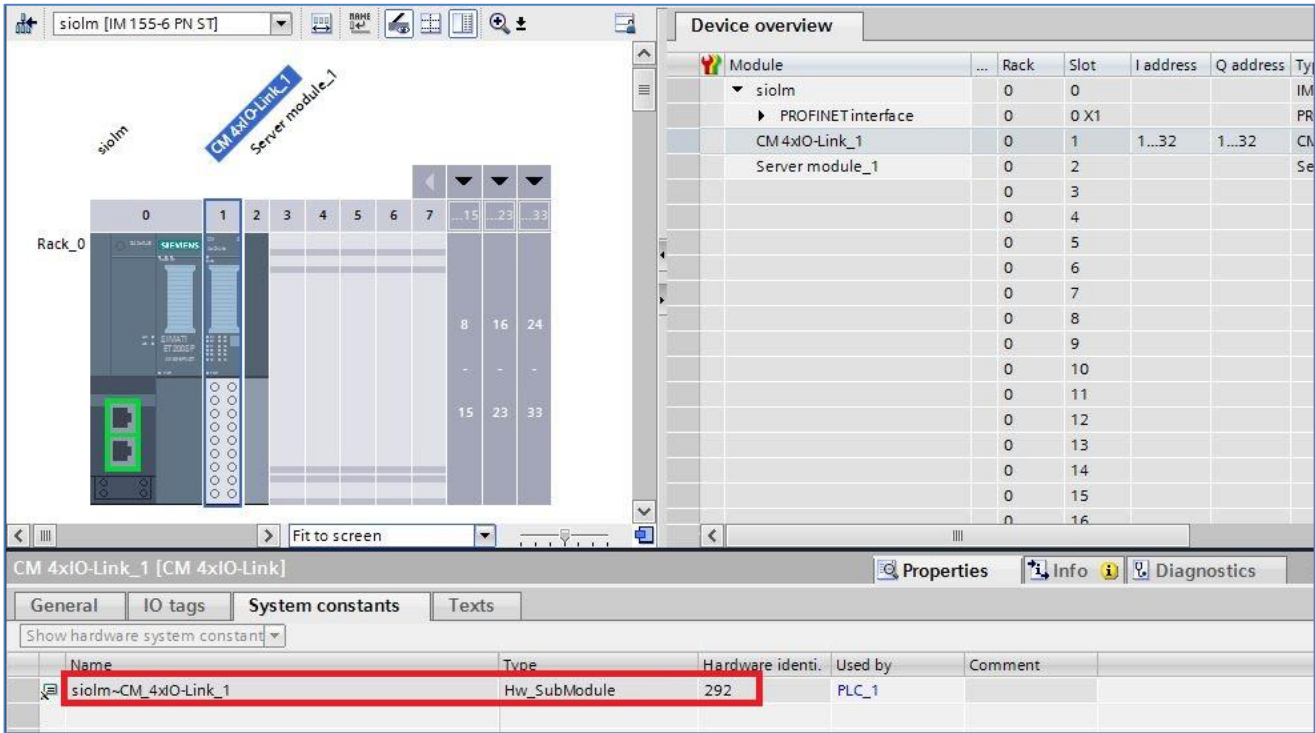 siolm [IM 155-6 PN ST]
NAME
Device overview
Module ... Rack Slot I address Q address
siolm 0 0 IM
PROFINET interface 0 0 X1 PR
CM 4xIO-Link_1 0 1 1...32 1...32
Server module_1 0 2 Se
0 3
0 4
0 5
0 6
0 7
0 8
0 9
0 10
0 11
0 12
0 13
0 14
0 15
0 16
siolm
CM 4xIO-Link_1
Server module_1
0 1 2 3 4 5 6 7 ...15 ...23 ...33
Rack_0
SIEMENS
8 16 24
- - -
15 23 33
Fit to screen
CM 4xIO-Link_1 [CM 4xIO-Link]
Properties Info Diagnostics
General IO tags System constants Texts
Show hardware system constant
Name Type Hardware identi. Used by Comment
siolm~CM_4xIO-Link_1 Hw_SubModule 292 PLC_1